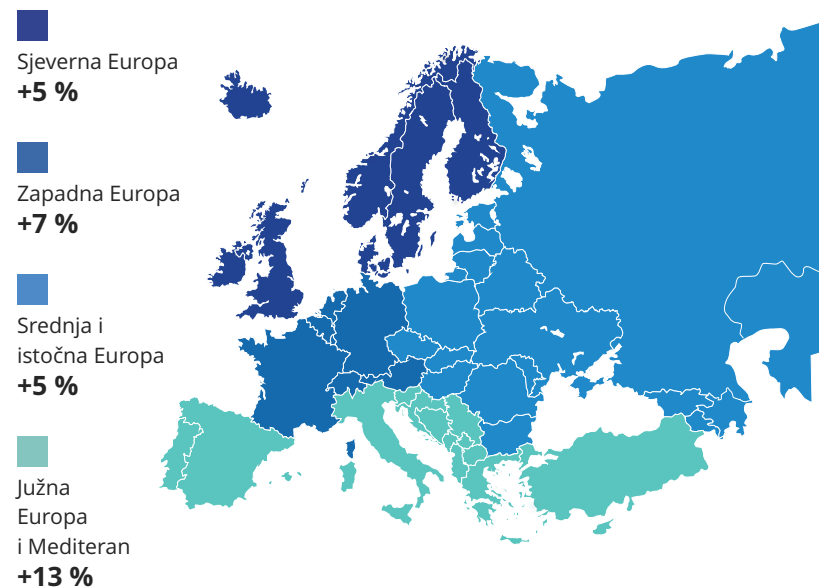 Sjeverna Europa
+5 %
Zapadna Europa
+7 %
Srednja i
istočna Europa
+5 %
Južna
Europa
i Mediteran
+13 %